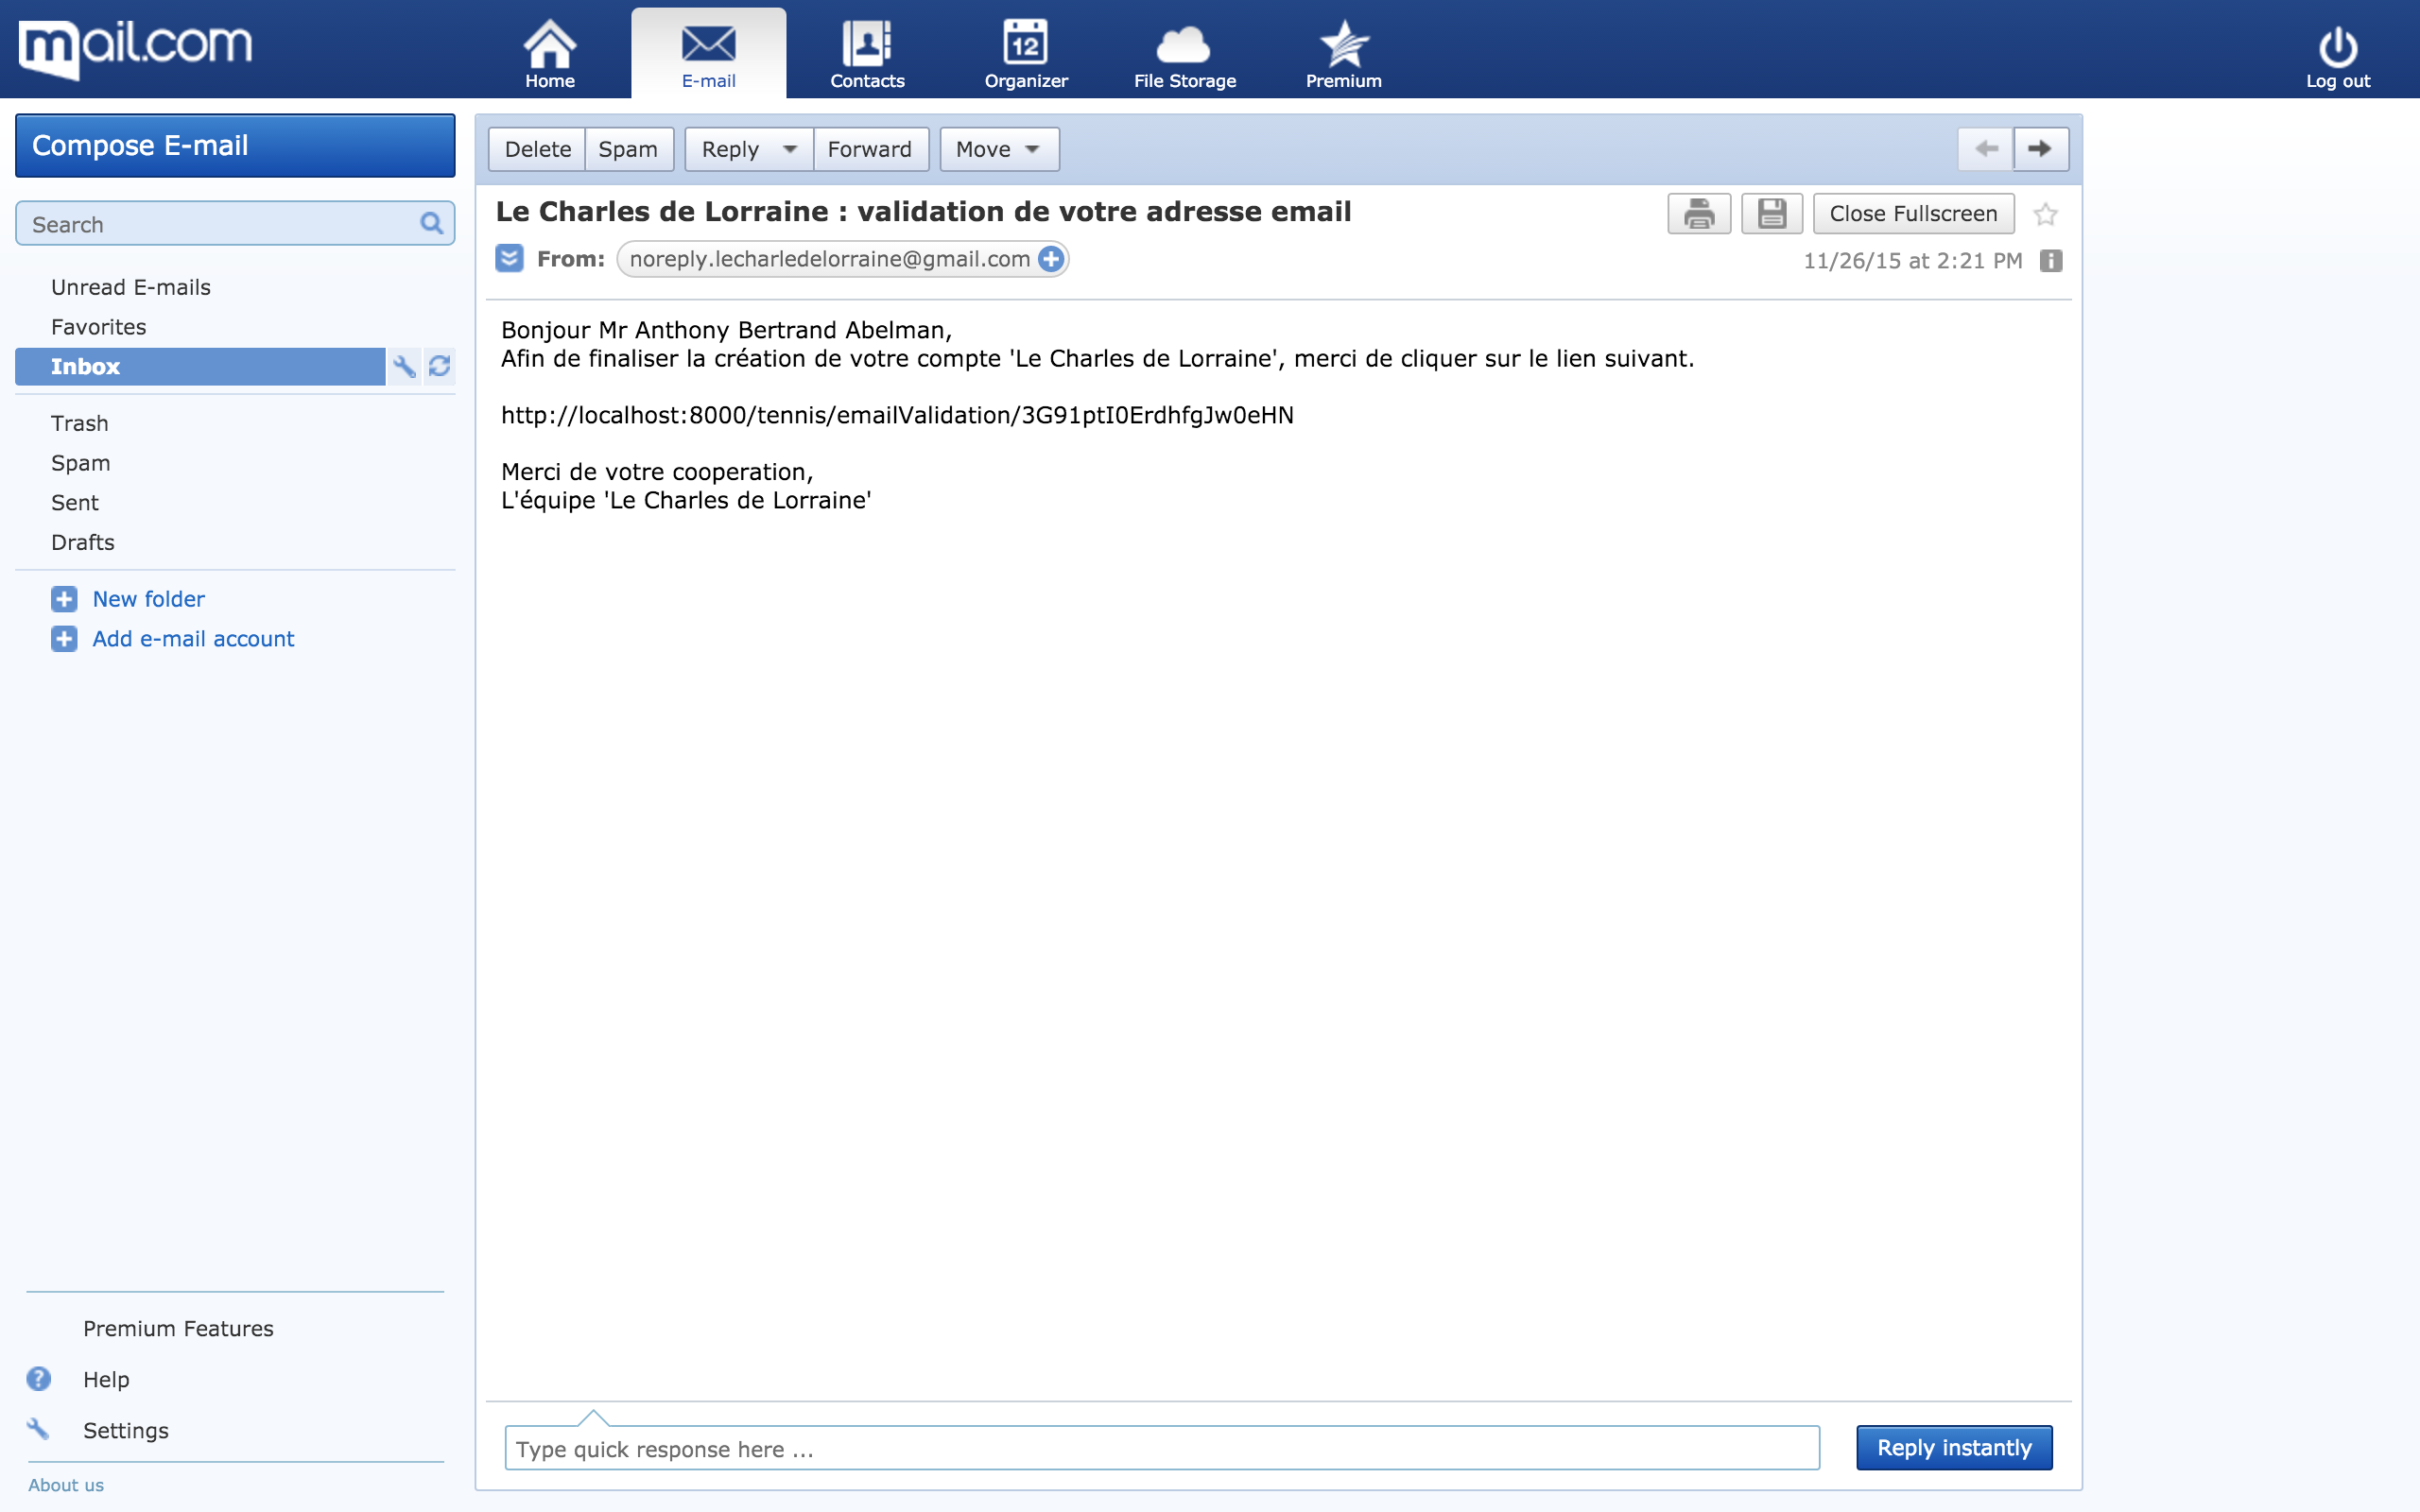 mail.com
Home
E-mail
Contacts
12
Organizer
File Storage
Premium
Log out
Compose E-mail
Search
Unread E-mails
Favorites
Inbox
Trash
Spam
Sent
Drafts
New folder
Add e-mail account
Premium Features
Help
Settings
About us
Delete
Spam
Reply
Forward
Move
Le Charles de Lorraine : validation de votre adresse email
Close Fullscreen
From: noreply.lecharledelorraine@gmail.com
11/26/15 at 2:21 PM
Bonjour Mr Anthony Bertrand Abelman,
Afin de finaliser la création de votre compte 'Le Charles de Lorraine', merci de cliquer sur le lien suivant.
http://localhost:8000/tennis/emailValidation/3G91ptI0ErdhfgJw0eHN
Merci de votre cooperation,
L'équipe 'Le Charles de Lorraine'
Type quick response here ...
Reply instantly